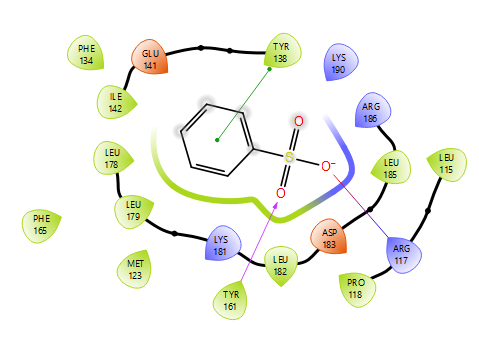 PHE
134
GLU
141
TYR
138
LYS
190
ILE
142
ARG
186
LEU
178
LEU
185
LEU
115
S
O
O⁻
O
LEU
179
PHE
165
LYS
181
ASP
183
ARG
117
MET
123
LEU
182
TYR
161
PRO
118